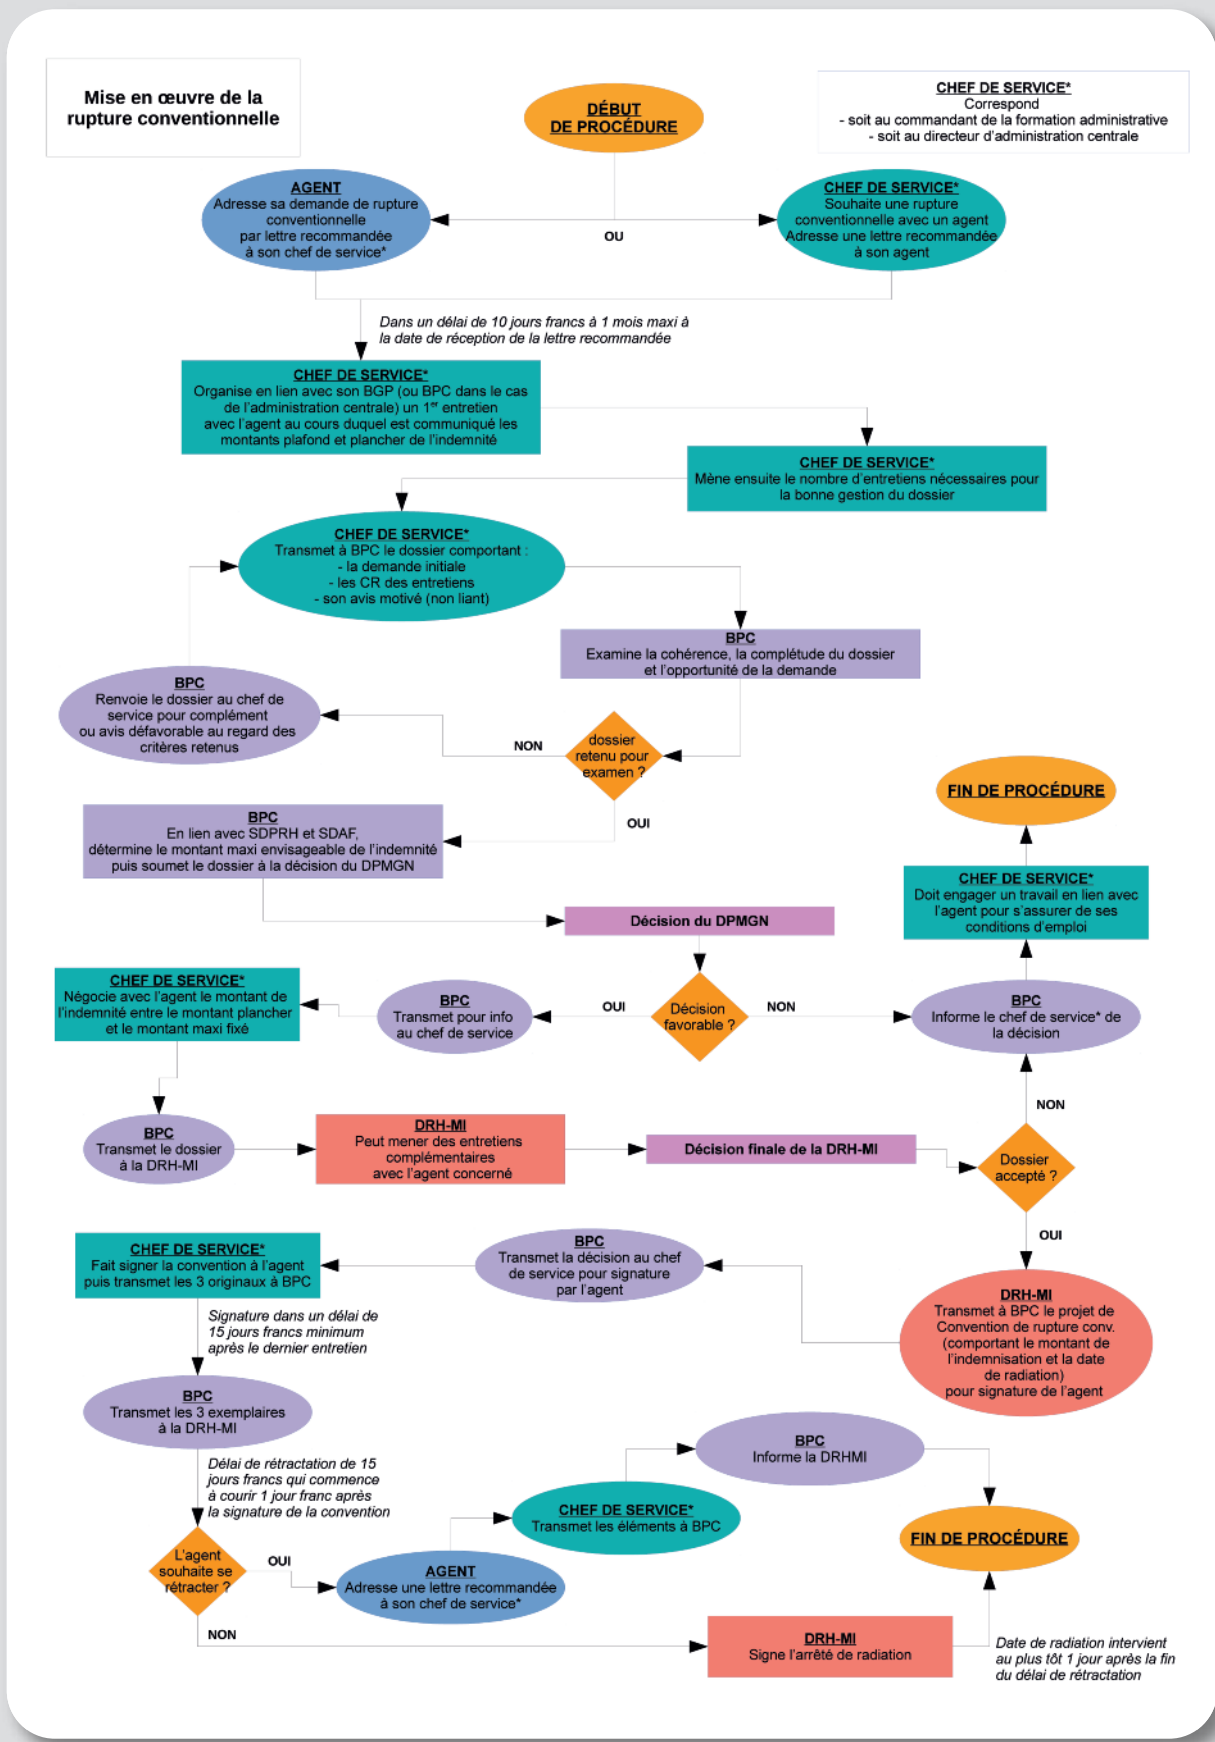 Mise en œuvre de la
rupture conventionnelle
DÉBUT
DE PROCÉDURE
CHEF DE SERVICE*
Correspond
- soit au commandant de la formation administrative
- soit au directeur d'administration centrale
AGENT
Adresse sa demande de rupture
conventionnelle
par lettre recommandée
à son chef de service*
OU
CHEF DE SERVICE*
Souhaite une rupture
conventionnelle avec un agent
Adresse une lettre recommandée
à son agent
Dans un délai de 10 jours francs à 1 mois maxi à
la date de réception de la lettre recommandée
CHEF DE SERVICE*
Organise en lien avec son BGP (ou BPC dans le cas
de l'administration centrale) un 1er entretien
avec l'agent au cours duquel est communiqué les
montants plafond et plancher de l'indemnité
CHEF DE SERVICE*
Mène ensuite le nombre d'entretiens nécessaires pour
la bonne gestion du dossier
CHEF DE SERVICE*
Transmet à BPC le dossier comportant :
- la demande initiale
- les CR des entretiens
- son avis motivé (non liant)
BPC
Examine la cohérence, la complétude du dossier
et l'opportunité de la demande
BPC
Renvoie le dossier au chef de
service pour complément
ou avis défavorable au regard des
critères retenus
NON
dossier
retenu pour
examen ?
OUI
BPC
En lien avec SDPRH et SDAF,
détermine le montant maxi envisageable de l'indemnité
puis soumet le dossier à la décision du DPMGN
FIN DE PROCÉDURE
CHEF DE SERVICE*
Doit engager un travail en lien avec
l'agent pour s'assurer de ses
conditions d'emploi
Décision du DPMGN
CHEF DE SERVICE*
Négocie avec l'agent le montant de
l'indemnité entre le montant plancher
et le montant maxi fixé
BPC
Transmet pour info
au chef de service
OUI
Décision
favorable ?
NON
BPC
Informe le chef de service* de
la décision
NON
BPC
Transmet le dossier
à la DRH-MI
DRH-MI
Peut mener des entretiens
complémentaires
avec l'agent concerné
Décision finale de la DRH-MI
Dossier
accepté ?
OUI
CHEF DE SERVICE*
Fait signer la convention à l'agent
puis transmet les 3 originaux à BPC
BPC
Transmet la décision au chef
de service pour signature
par l'agent
DRH-MI
Transmet à BPC le projet de
Convention de rupture conv.
(comportant le montant de
l'indemnisation et la date
de radiation)
pour signature de l'agent
Signature dans un délai de
15 jours francs minimum
après le dernier entretien
BPC
Transmet les 3 exemplaires
à la DRH-MI
Délai de rétractation de 15
jours francs qui commence
à courir 1 jour franc après
la signature de la convention
BPC
Informe la DRHMI
CHEF DE SERVICE*
Transmet les éléments à BPC
FIN DE PROCÉDURE
L'agent
souhaite se
rétracter ?
OUI
AGENT
Adresse une lettre recommandée
à son chef de service*
NON
DRH-MI
Signe l'arrêté de radiation
Date de radiation intervient
au plus tôt 1 jour après la fin
du délai de rétractation